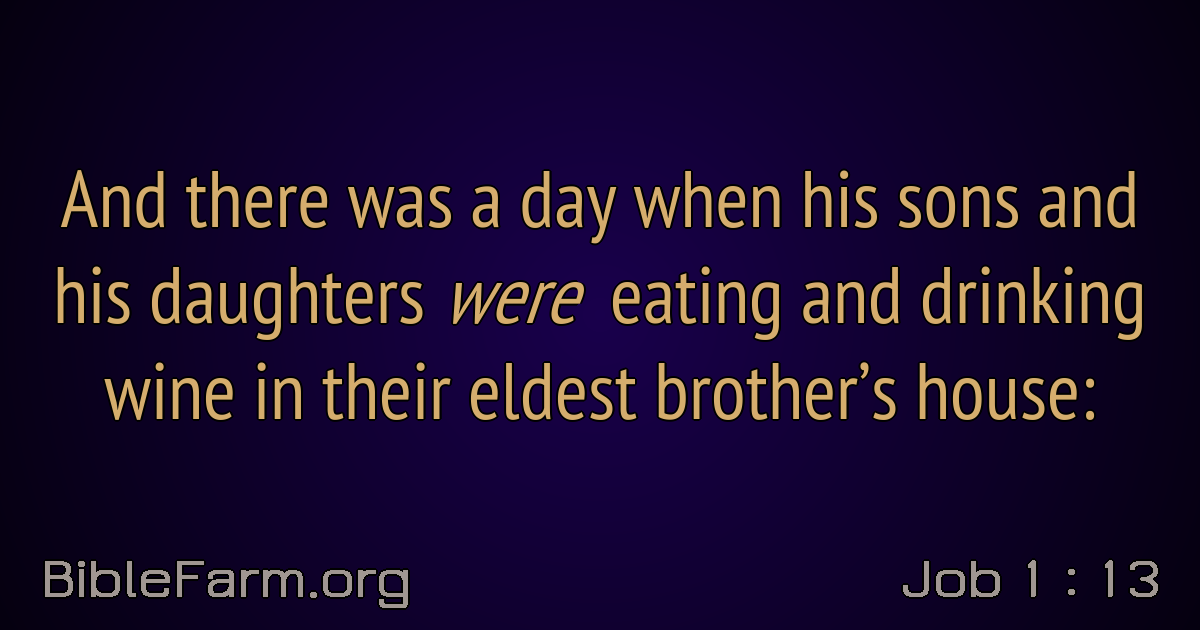 And there was a day when his sons and
his daughters were eating and drinking
wine in their eldest brother’s house:
BibleFarm.org
Job 1 : 13